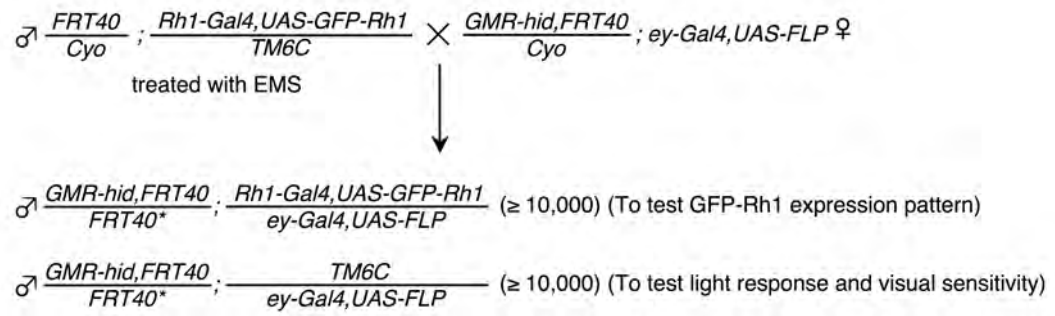 ♂ FRT40/Cyo ; Rh1-Gal4,UAS-GFP-Rh1/TM6C × GMR-hid,FRT40/Cyo ; ey-Gal4,UAS-FLP ♀
treated with EMS
♂ GMR-hid,FRT40/FRT40* ; Rh1-Gal4,UAS-GFP-Rh1/ey-Gal4,UAS-FLP (≥ 10,000) (To test GFP-Rh1 expression pattern)
♂ GMR-hid,FRT40/FRT40* ; TM6C/ey-Gal4,UAS-FLP (≥ 10,000) (To test light response and visual sensitivity)